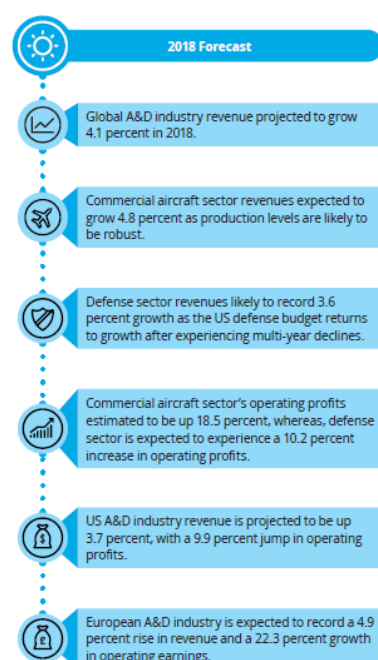 2018 Forecast
Global A&D industry revenue projected to grow
4.1 percent in 2018.
Commercial aircraft sector revenues expected to
grow 4.8 percent as production levels are likely to
be robust.
Defense sector revenues likely to record 3.6
percent growth as the US defense budget returns
to growth after experiencing multi-year declines.
Commercial aircraft sector's operating profits
estimated to be up 18.5 percent, whereas, defense
sector is expected to experience a 10.2 percent
increase in operating profits.
US A&D industry revenue is projected to be up
3.7 percent, with a 9.9 percent jump in operating
profits.
European A&D industry is expected to record a 4.9
percent rise in revenue and a 22.3 percent growth
in operating earnings.